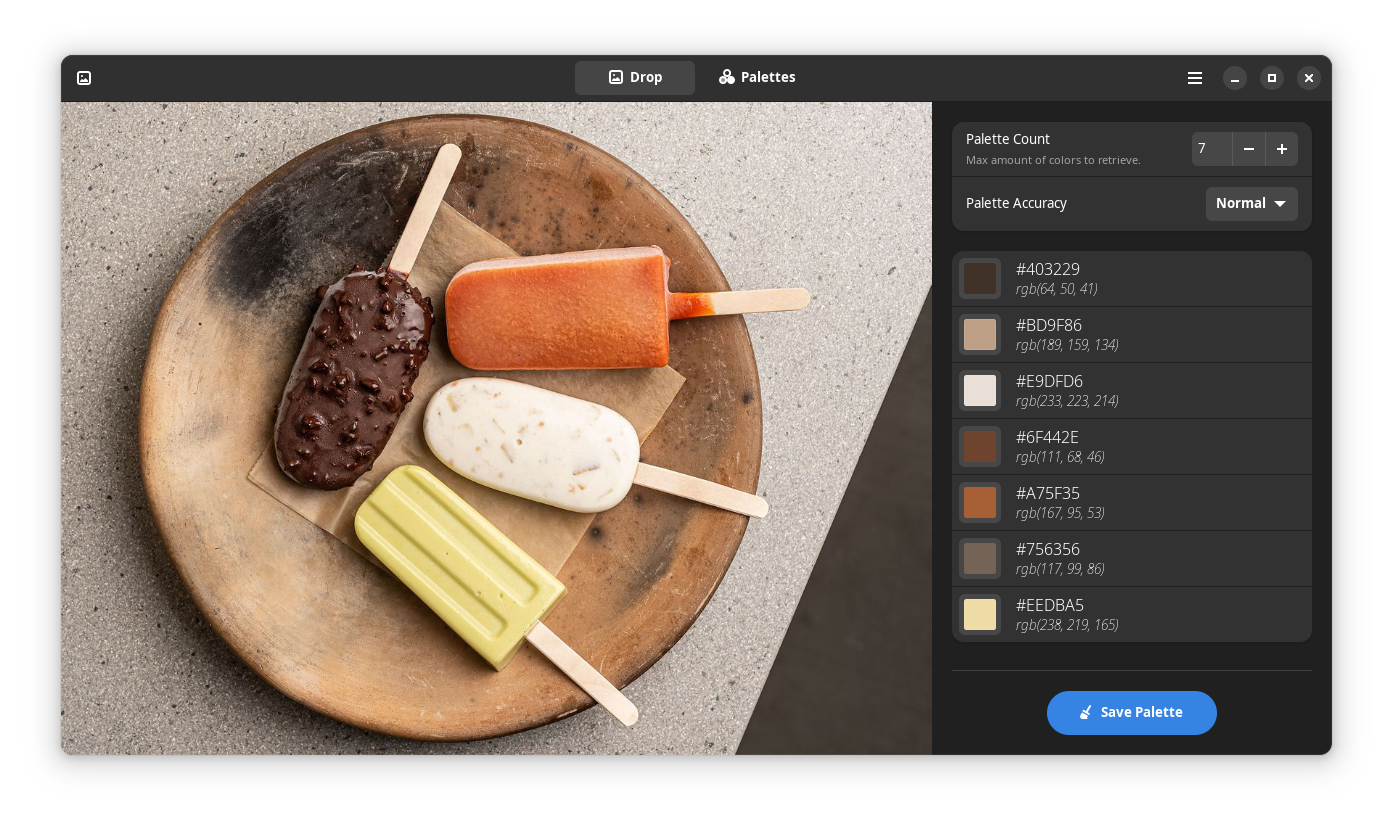 Drop
Palettes
Palette Count
Max amount of colors to retrieve.
7
Palette Accuracy
Normal
#403229
rgb(64, 50, 41)
#BD9F86
rgb(189, 159, 134)
#E9DFD6
rgb(233, 223, 214)
#6F442E
rgb(111, 68, 46)
#A75F35
rgb(167, 95, 53)
#756356
rgb(117, 99, 86)
#EEDBA5
rgb(238, 219, 165)
Save Palette